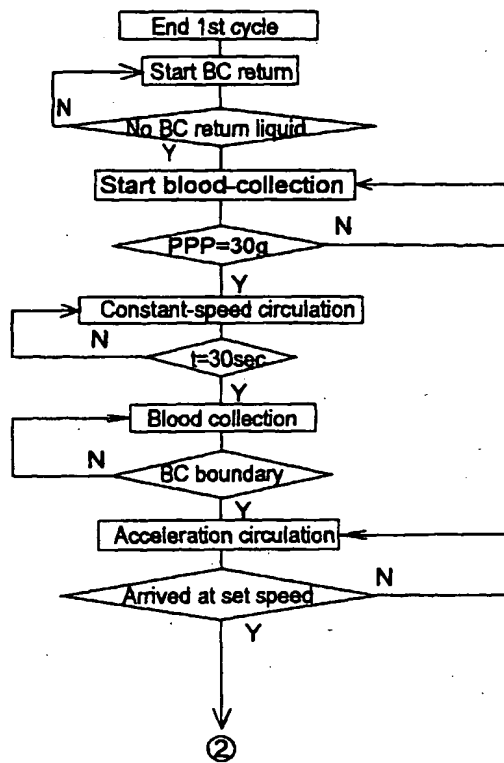 End 1st cycle
Start BC return
N
No BC return liquid
Y
Start blood-collection
N
PPP=30g
Y
Constant-speed circulation
N
t=30sec
Y
Blood collection
N
BC boundary
Y
Acceleration circulation
N
Arrived at set speed
Y
②